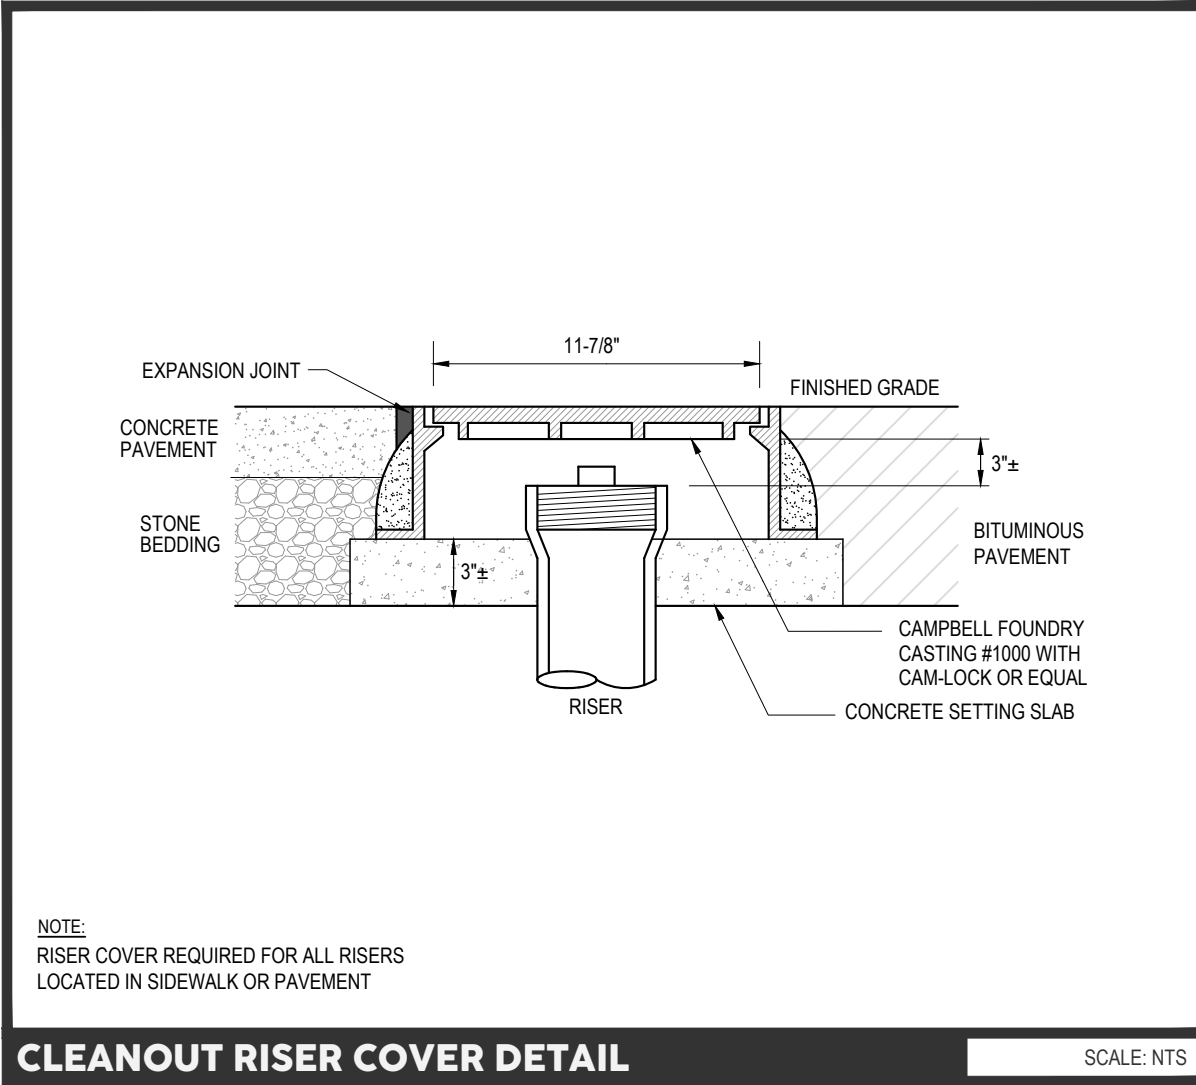 11-7/8"
EXPANSION JOINT
FINISHED GRADE
CONCRETE
PAVEMENT
3"±
STONE
BEDDING
BITUMINOUS
PAVEMENT
3"±
CAMPBELL FOUNDRY
CASTING #1000 WITH
CAM-LOCK OR EQUAL
RISER
CONCRETE SETTING SLAB
NOTE:
RISER COVER REQUIRED FOR ALL RISERS
LOCATED IN SIDEWALK OR PAVEMENT
CLEANOUT RISER COVER DETAIL
SCALE: NTS